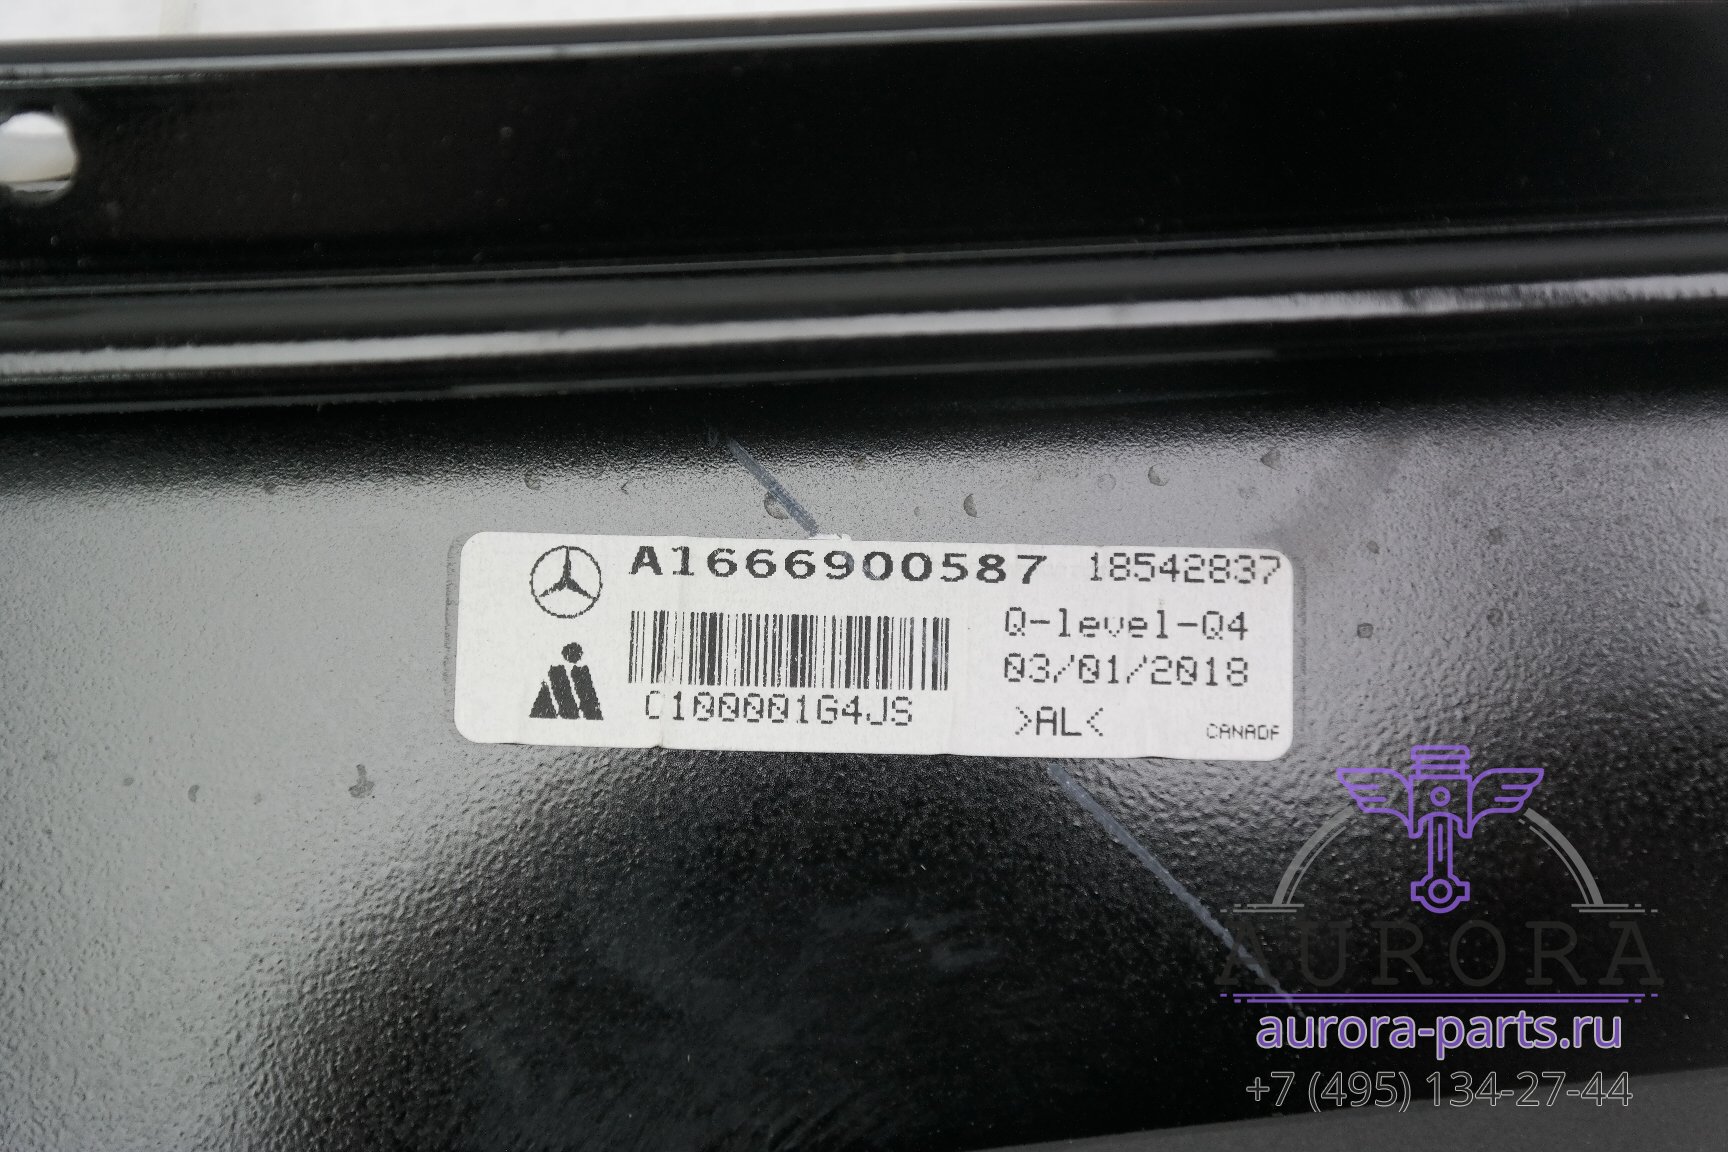 A1666900587 18542837
Q-level-Q4
03/01/2018
C100001G4JS
>AL<
CANADF
AURORA
aurora-parts.ru
+7 (495) 134-27-44